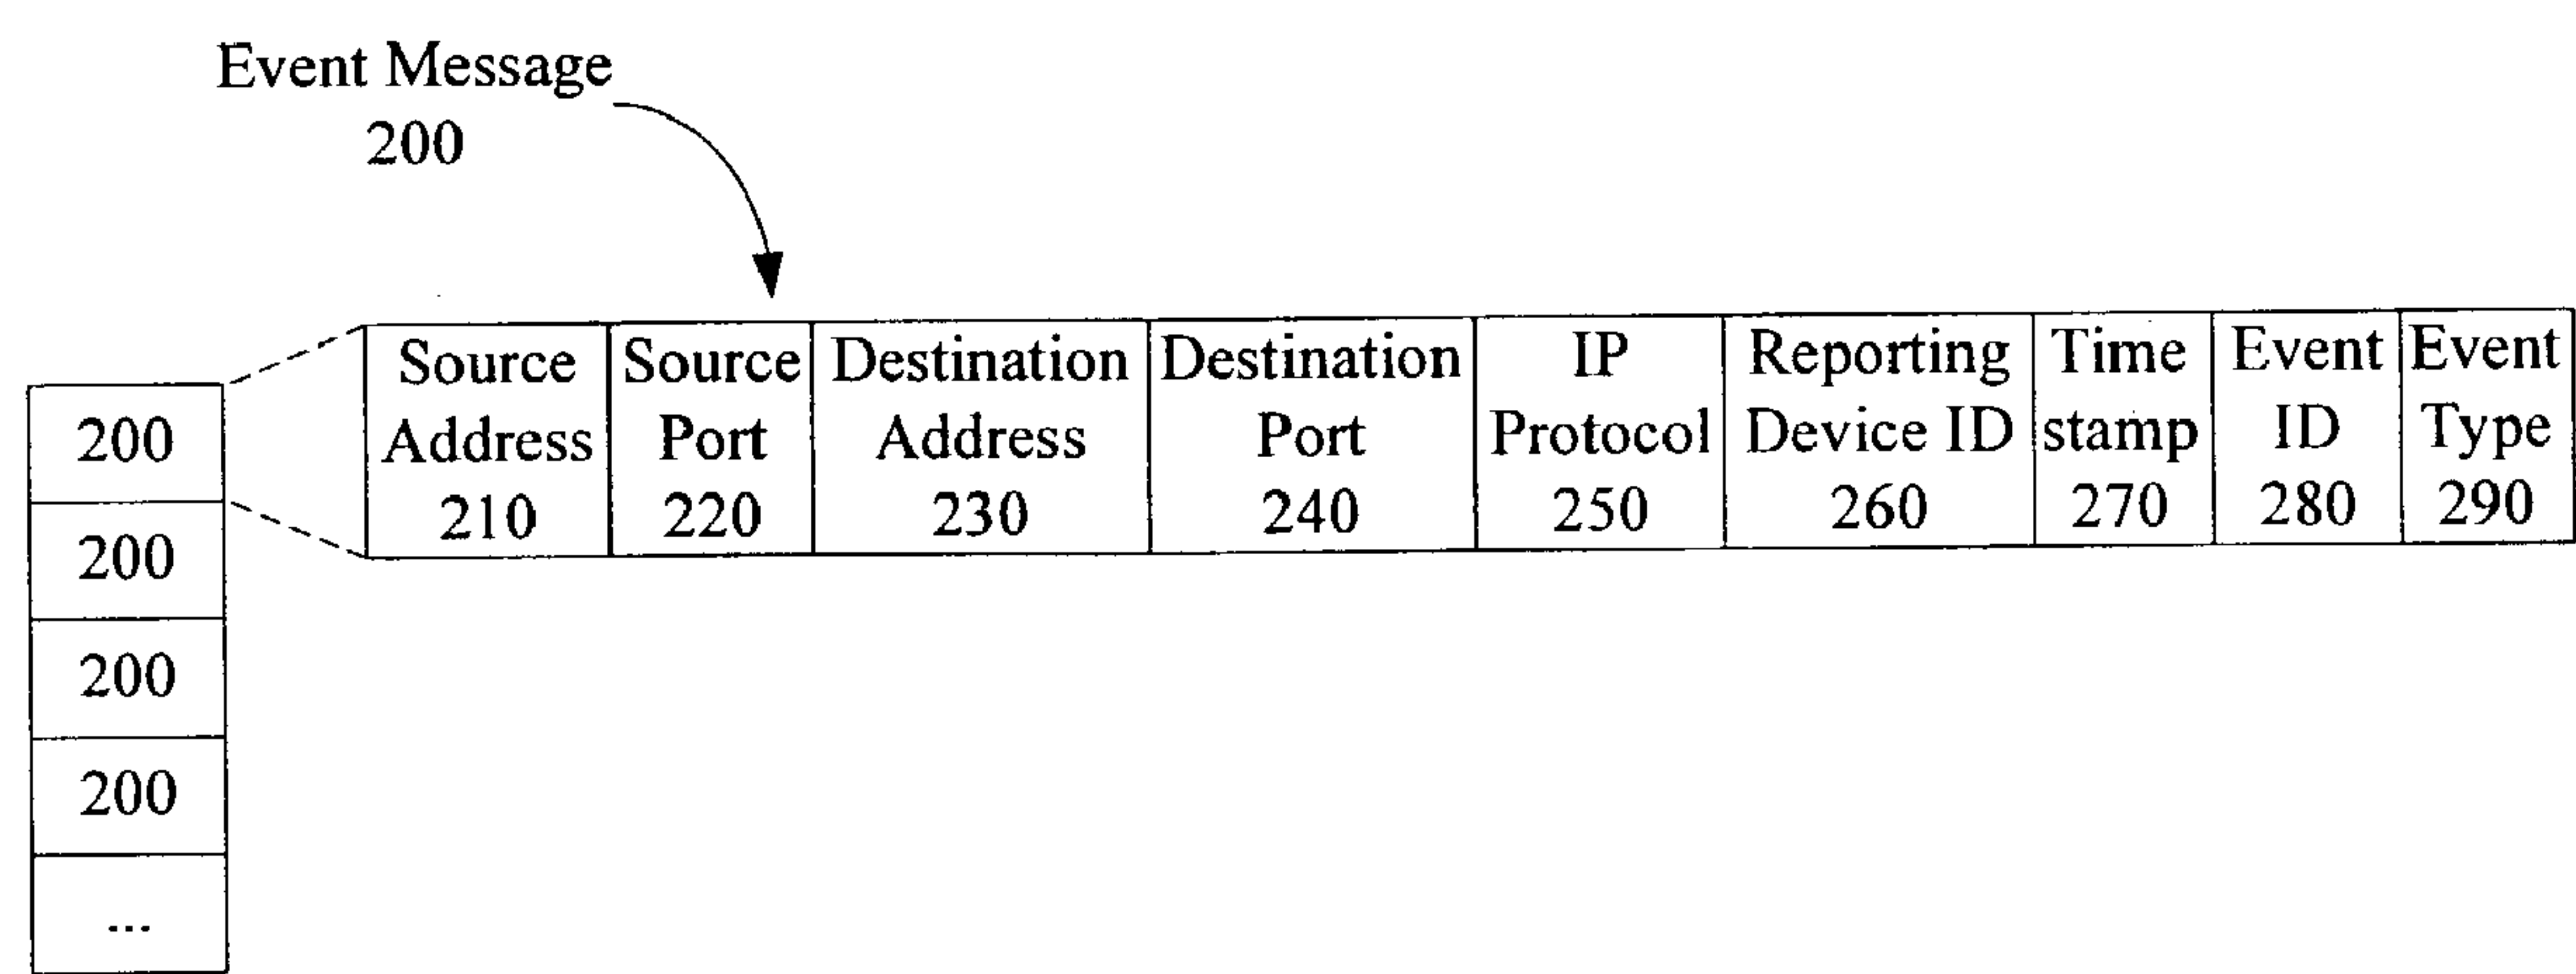 Event Message
200
Source Address 210
Source Port 220
Destination Address 230
Destination Port 240
IP Protocol 250
Reporting Device ID 260
Time stamp 270
Event ID 280
Event Type 290
200
200
200
200
...